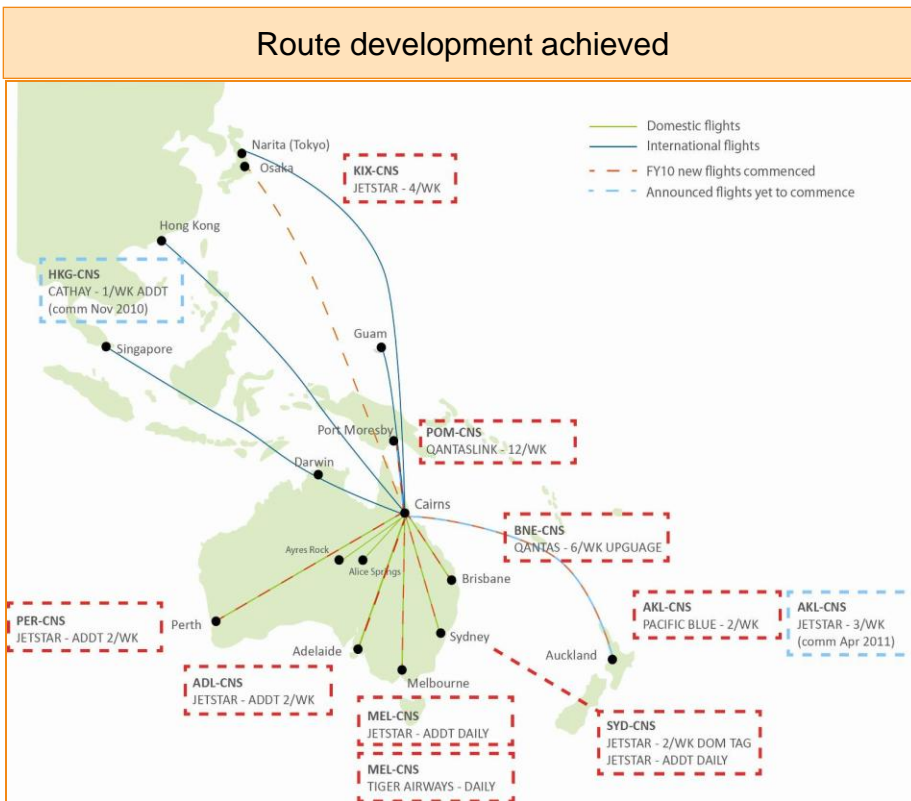 Route development achieved
Domestic flights
International flights
FY10 new flights commenced
Announced flights yet to commence
Narita (Tokyo)
Osaka
KIX-CNS
JETSTAR - 4/WK
Hong Kong
HKG-CNS
CATHAY - 1/WK ADDT
(comm Nov 2010)
Singapore
Guam
Port Moresby
POM-CNS
QANTASLINK - 12/WK
Darwin
Cairns
BNE-CNS
QANTAS - 6/WK UPGUAGE
Ayres Rock
Alice Springs
Brisbane
PER-CNS
JETSTAR - ADDT 2/WK
Perth
Adelaide
Sydney
Melbourne
Auckland
AKL-CNS
PACIFIC BLUE - 2/WK
AKL-CNS
JETSTAR - 3/WK
(comm Apr 2011)
ADL-CNS
JETSTAR - ADDT 2/WK
MEL-CNS
JETSTAR - ADDT DAILY
MEL-CNS
TIGER AIRWAYS - DAILY
SYD-CNS
JETSTAR - 2/WK DOM TAG
JETSTAR - ADDT DAILY